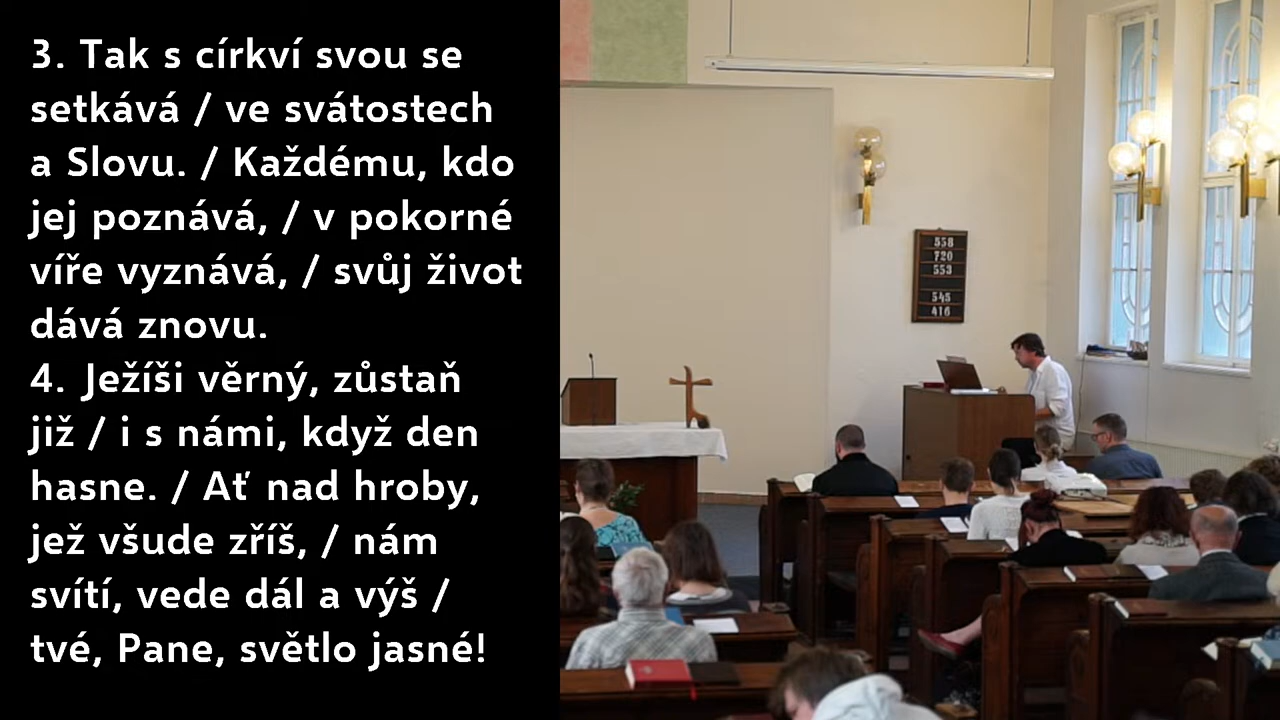 3. Tak s církví svou se
setkává / ve svátostech
a Slovu. / Každému, kdo
jej poznává, / v pokorné
víře vyznává, / svůj život
dává znovu.
4. Ježíši věrný, zůstaň
již / i s námi, když den
hasne. / Ať nad hroby,
jež všude zříš, / nám
svítí, vede dál a výš /
tvé, Pane, světlo jasné!
558
720
553
545
416